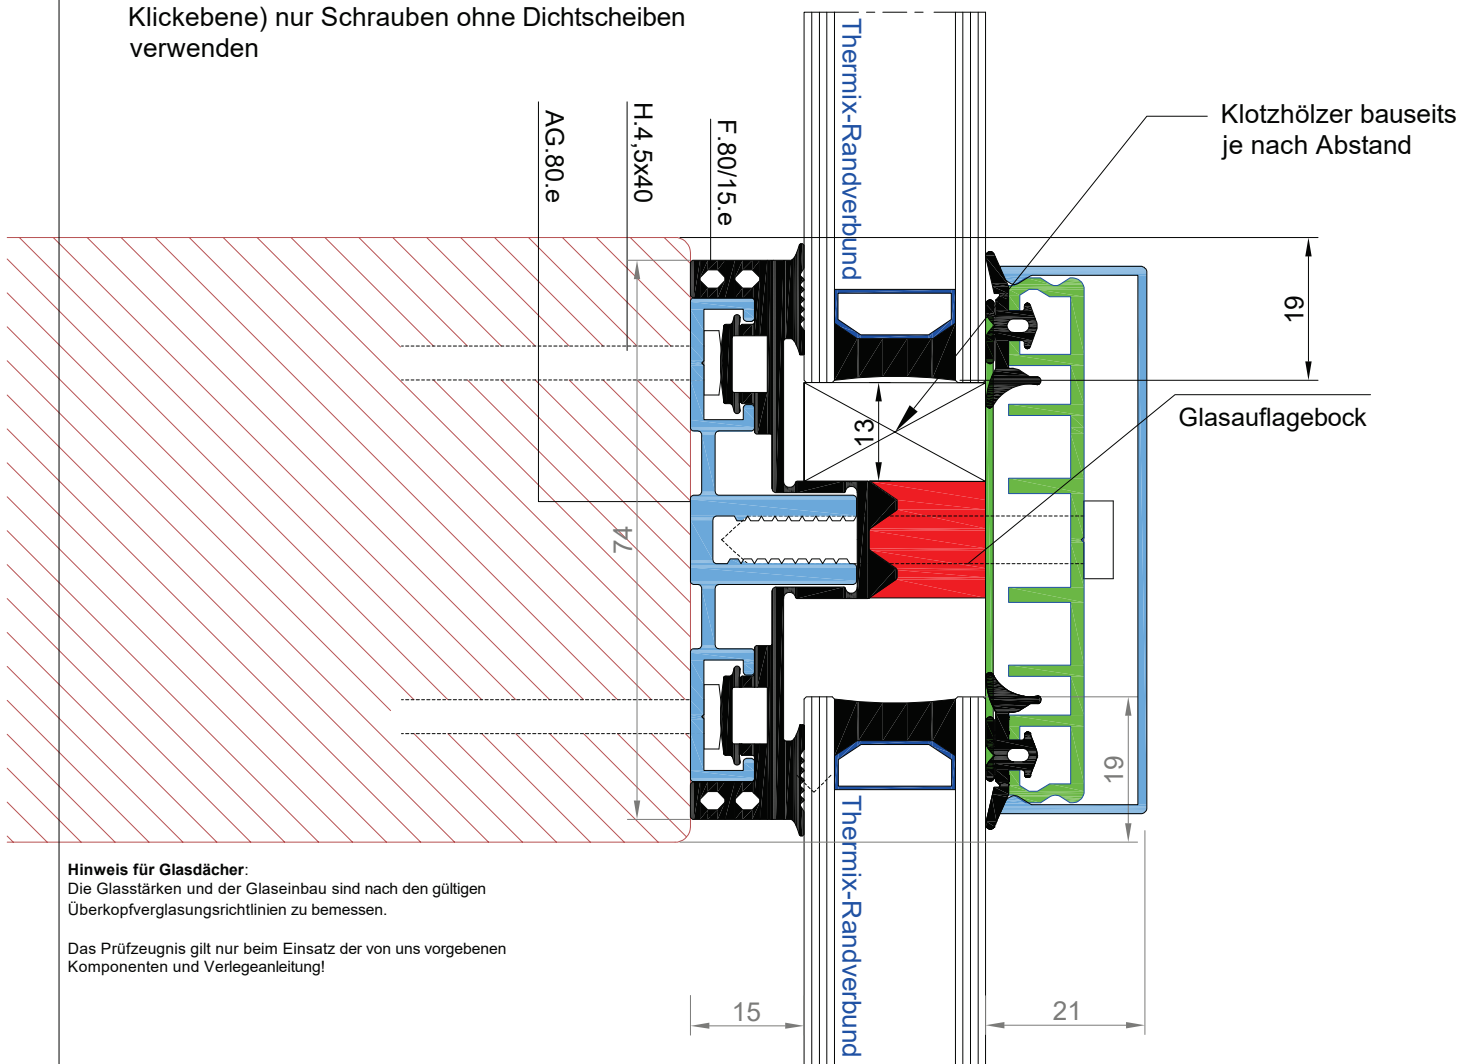 Klickebene) nur Schrauben ohne Dichtscheiben
verwenden
AG.80.e
H.4,5x40
F.80/15.e
Thermix-Randverbund
Klotzhölzer bauseits
je nach Abstand
19
13
Glasauflagebock
74
19
Thermix-Randverbund
15
21
Hinweis für Glasdächer:
Die Glasstärken und der Glaseinbau sind nach den gültigen
Überkopfverglasungsrichtlinien zu bemessen.
Das Prüfzeugnis gilt nur beim Einsatz der von uns vorgebenen
Komponenten und Verlegeanleitung!